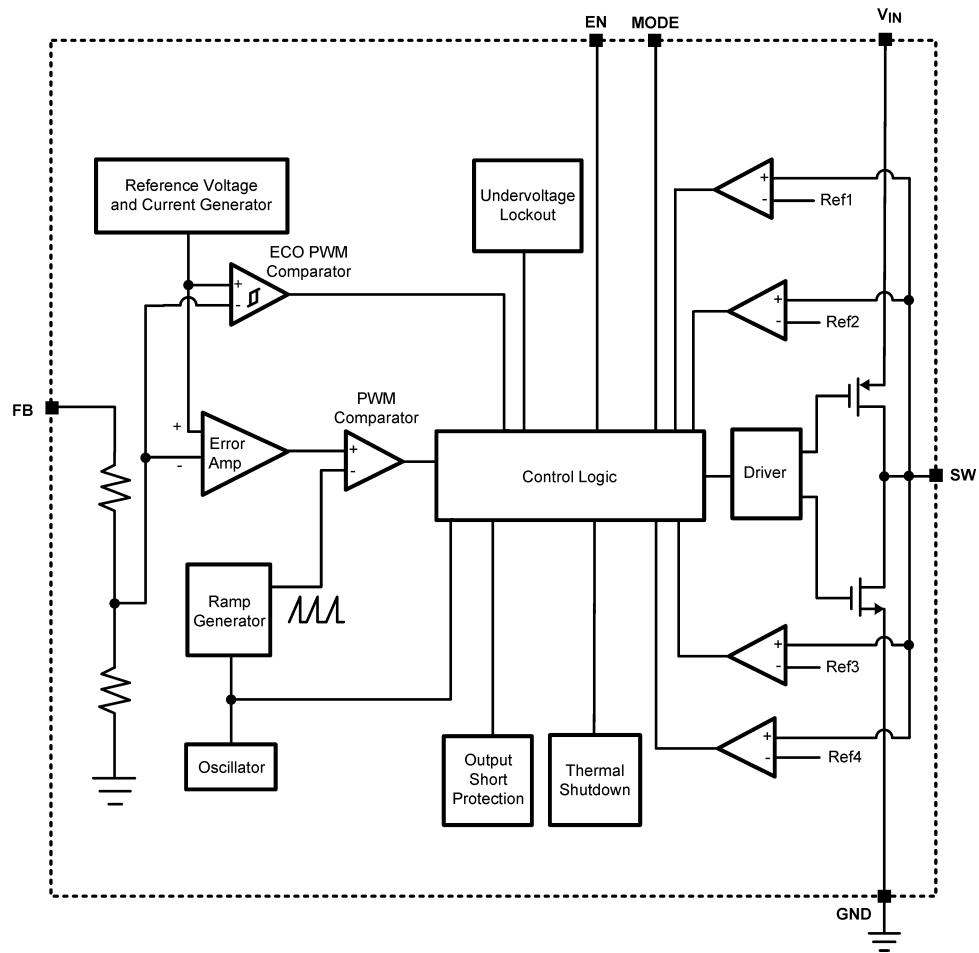 EN
MODE
VIN
Reference Voltage
and Current Generator
Undervoltage
Lockout
+
-
Ref1
ECO PWM
Comparator
+
-
+
-
Ref2
FB
PWM
Comparator
+
-
Error
Amp
+
-
Control Logic
Driver
SW
Ramp
Generator
+
-
Ref3
Oscillator
Output
Short
Protection
Thermal
Shutdown
+
-
Ref4
GND